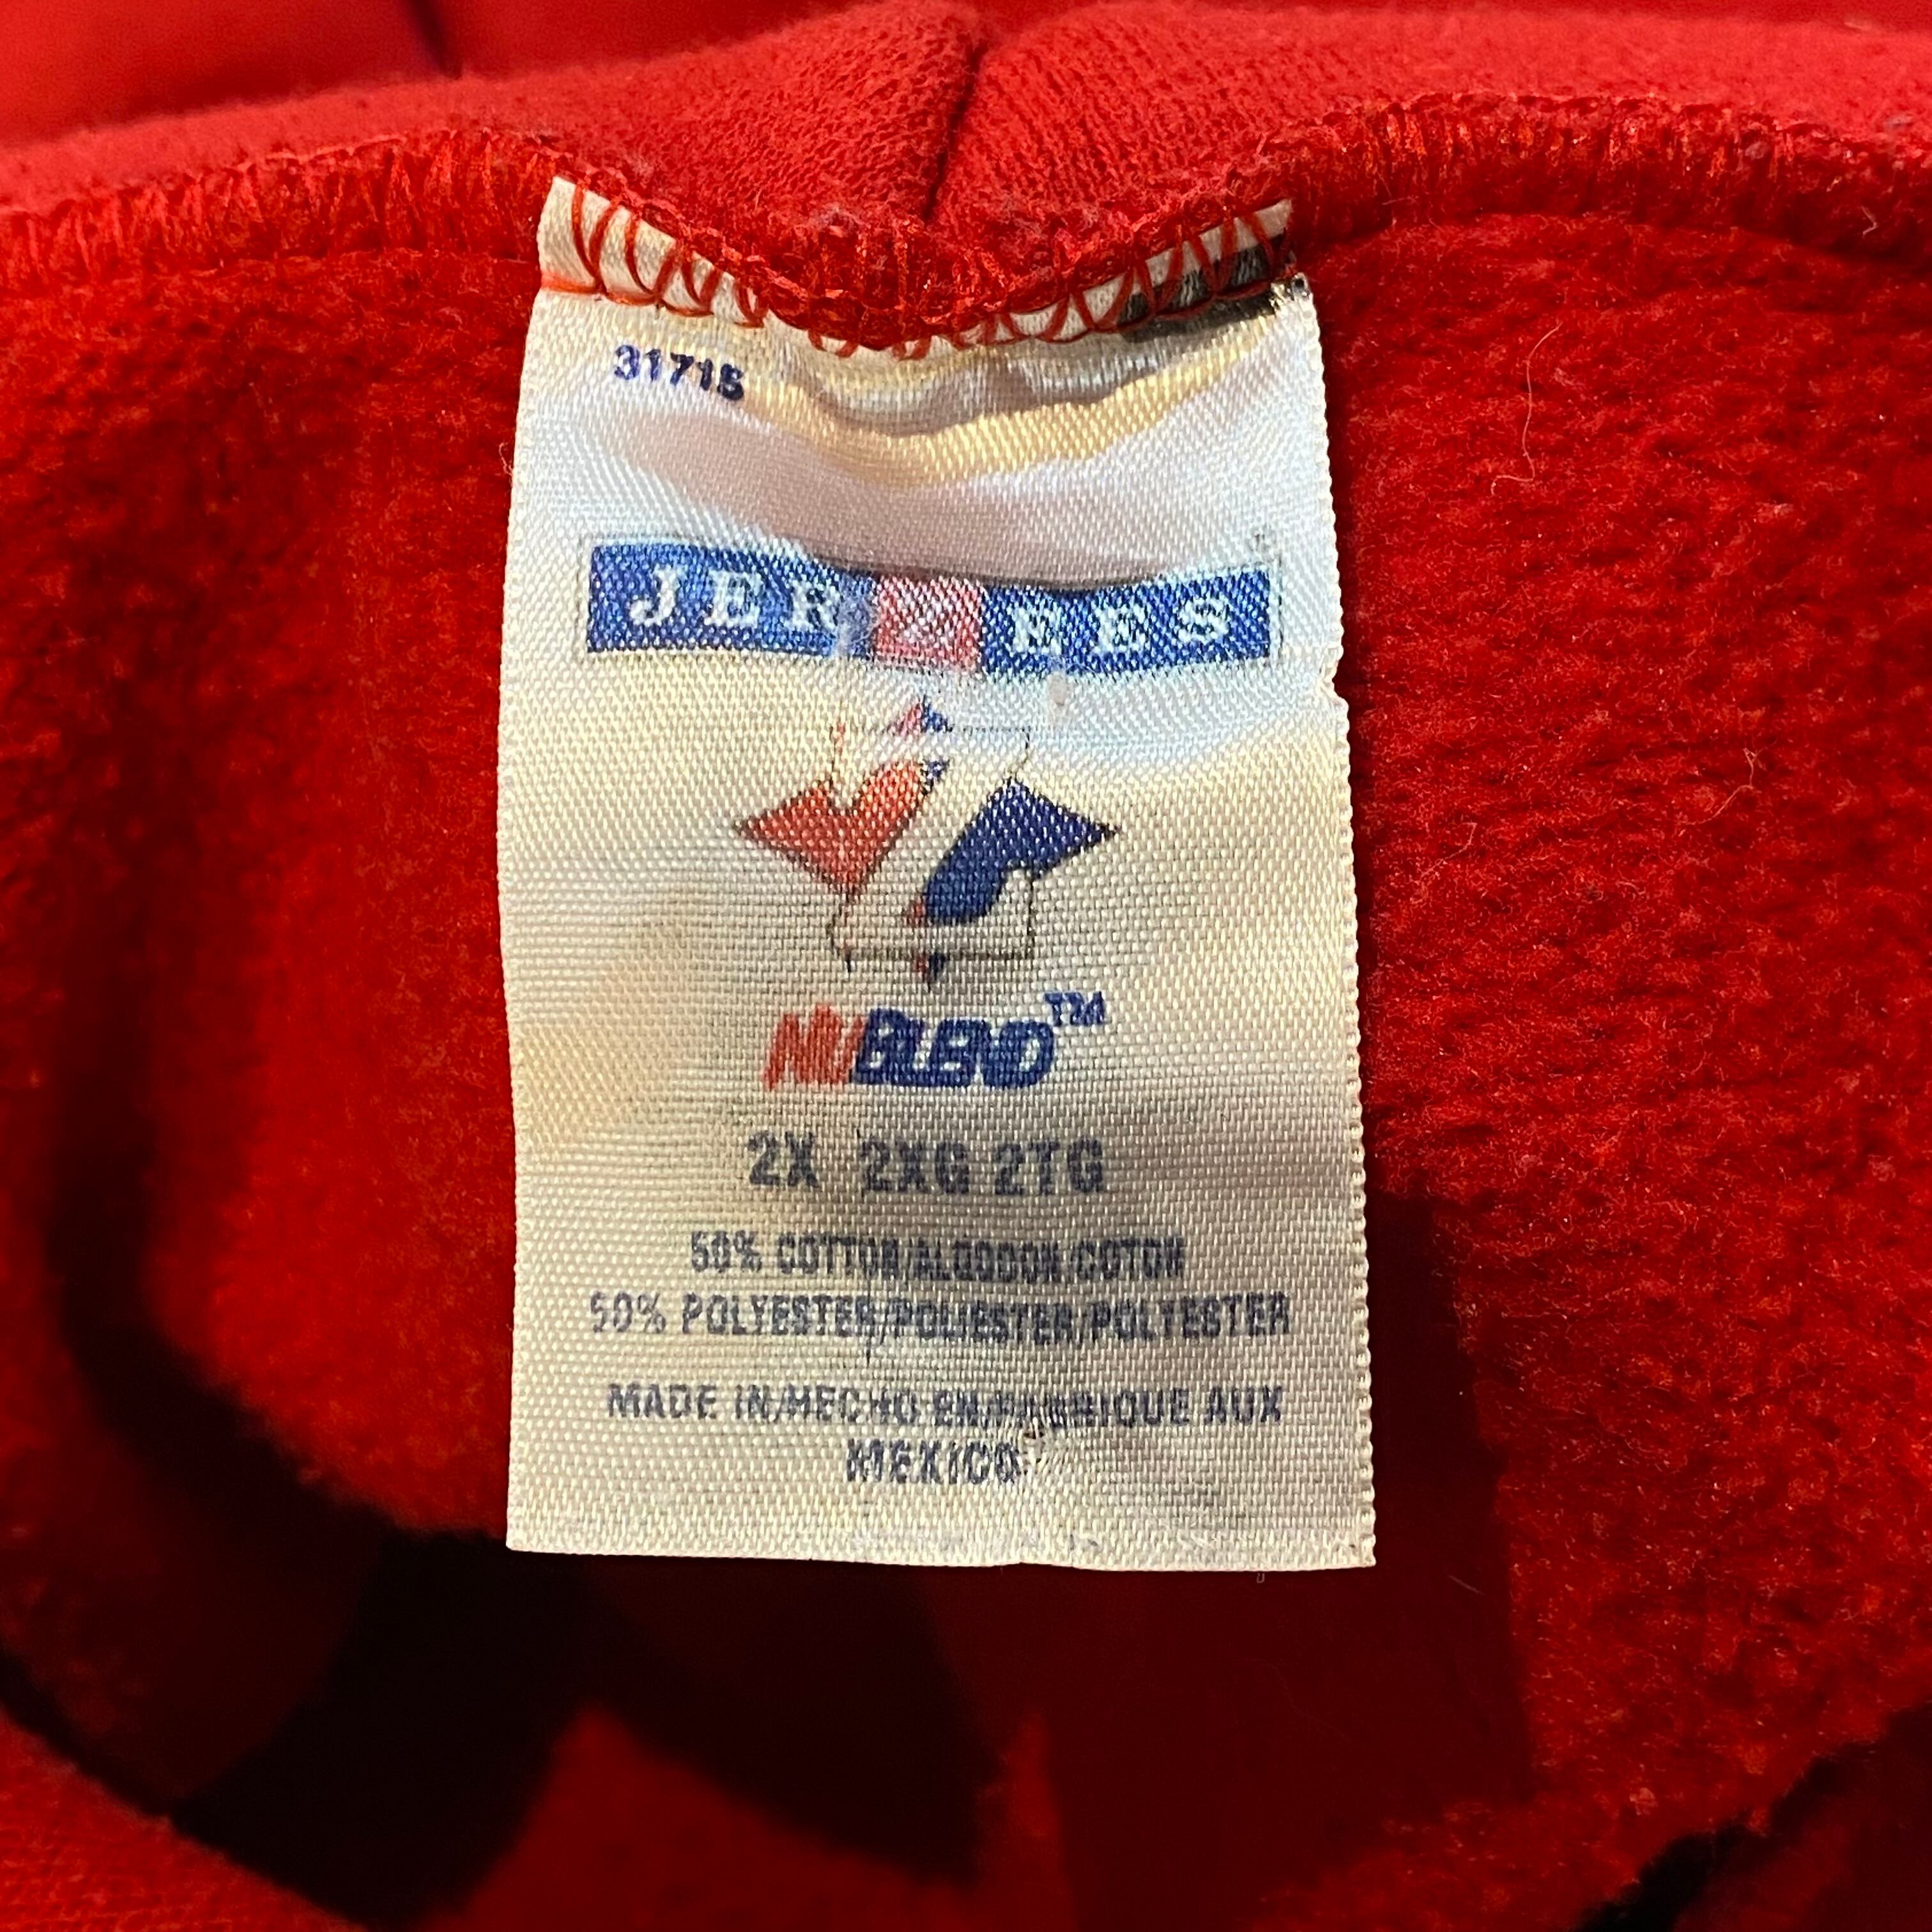 31715
JERZEES
NUBLEND™
2X 2XG 2TG
50% COTTON/ALGODON/COTON
50% POLYESTER/POLIESTER/POLYESTER
MADE IN/HECHO EN/FABRIQUE AUX
MEXICO